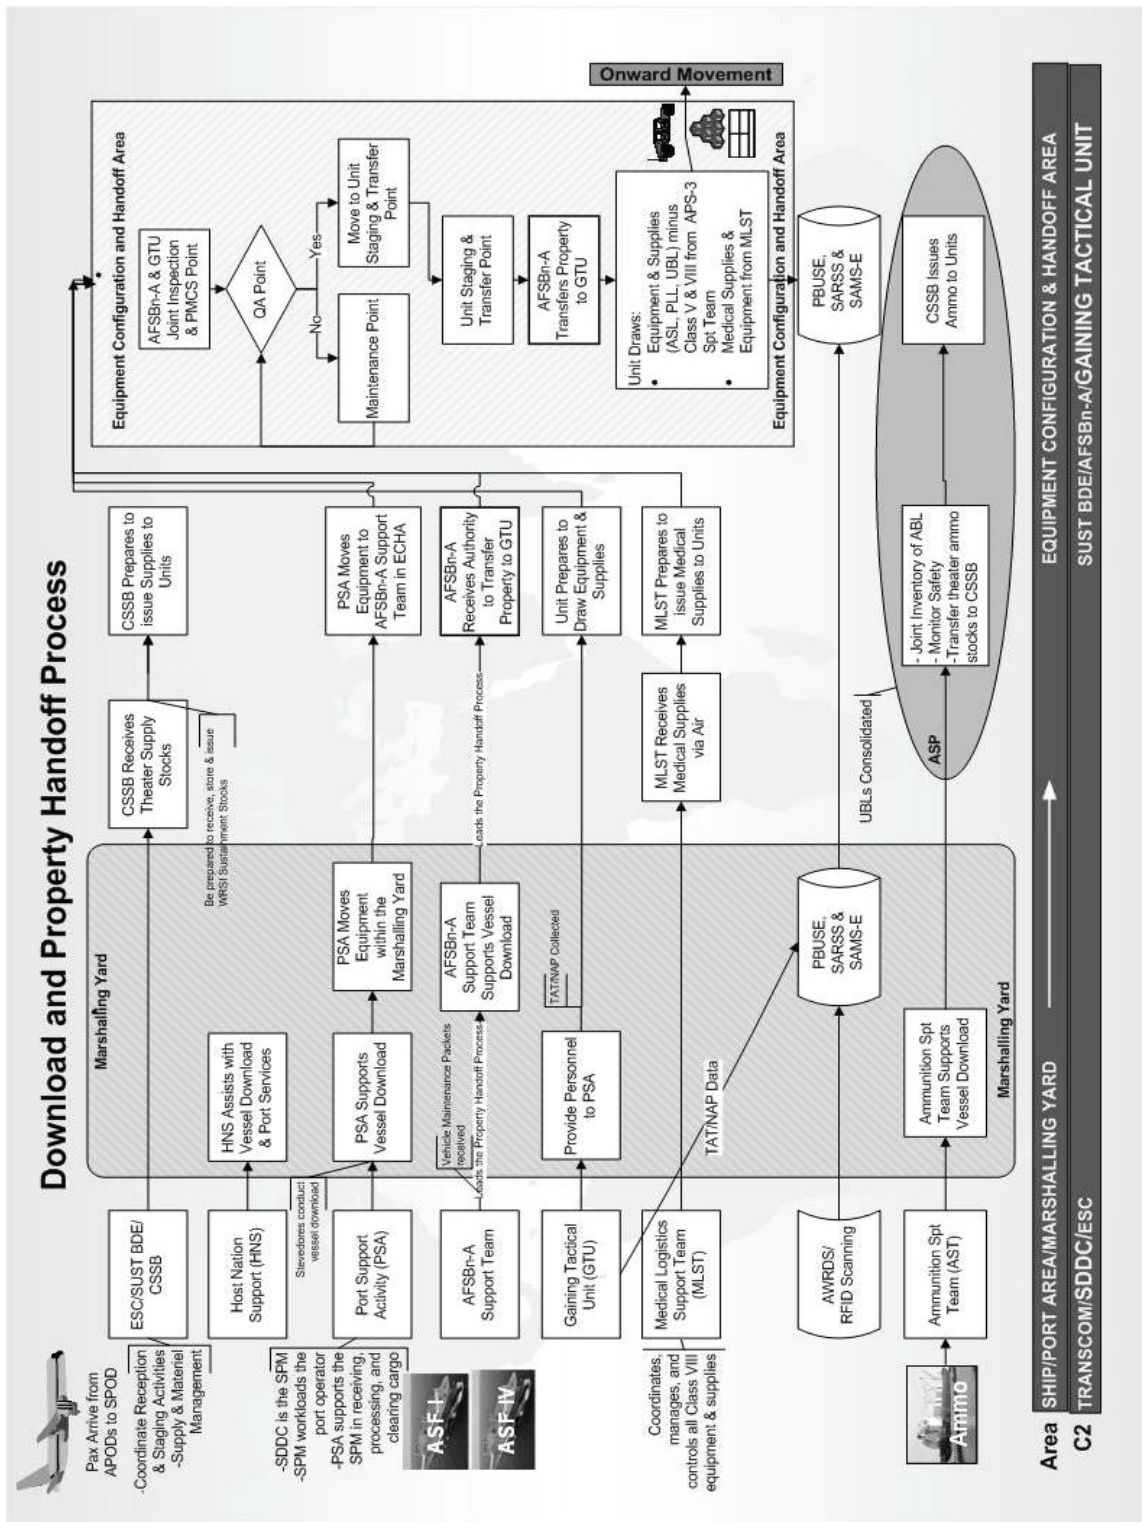 Download and Property Handoff Process
Pax Arrive from
APODs to SPOD
-Coordinate Reception
& Staging Activities
-Supply & Materiel
Management
ESC/SUST BDE/
CSSB
CSSB Receives
Theater Supply
Stocks
Be prepared to receive, store & issue
WRSI Sustainment Stocks
CSSB Prepares to
issue Supplies to
Units
Marshalling Yard
Host Nation
Support (HNS)
HNS Assists with
Vessel Download
& Port Services
Stevedores conduct
vessel download
-SDDC is the SPM
-SPM workloads the
port operator
-PSA supports the
SPM in receiving,
processing, and
clearing cargo
Port Support
Activity (PSA)
PSA Supports
Vessel Download
PSA Moves
Equipment
within the
Marshalling Yard
PSA Moves
Equipment to
AFSBn-A Support
Team in ECHA
ASF I
ASF IV
AFSBn-A
Support Team
Vehicle Maintenance Packets
received
Leads the Property Handoff Process
AFSBn-A
Support Team
Supports Vessel
Download
Leads the Property Handoff Process
AFSBn-A
Receives Authority
to Transfer
Property to GTU
Gaining Tactical
Unit (GTU)
Provide Personnel
to PSA
TAT/NAP Collected
Unit Prepares to
Draw Equipment &
Supplies
TAT/NAP Data
Coordinates,
manages, and
controls all Class VIII
equipment & supplies
Medical Logistics
Support Team
(MLST)
MLST Receives
Medical Supplies
via Air
MLST Prepares to
issue Medical
Supplies to Units
AWRDS/
RFID Scanning
PBUSE,
SARSS &
SAMS-E
UBLs Consolidated
PBUSE,
SARSS &
SAMS-E
Ammo
Ammunition Spt
Team (AST)
Ammunition Spt
Team Supports
Vessel Download
Marshalling Yard
ASP
- Joint Inventory of ABL
- Monitor Safety
-Transfer theater ammo
stocks to CSSB
CSSB Issues
Ammo to Units
Equipment Configuration and Handoff Area
AFSBn-A & GTU
Joint Inspection
& PMCS Point
QA Point
No
Yes
Maintenance Point
Move to Unit
Staging & Transfer
Point
Unit Staging &
Transfer Point
AFSBn-A
Transfers Property
to GTU
Unit Draws:
• Equipment & Supplies
(ASL, PLL, UBL) minus
Class V & VIII from APS-3
Spt Team
• Medical Supplies &
Equipment from MLST
Equipment Configuration and Handoff Area
Onward Movement
Area SHIP/PORT AREA/MARSHALLING YARD EQUIPMENT CONFIGURATION & HANDOFF AREA
C2 TRANSCOM/SDDC/ESC SUST BDE/AFSBn-A/GAINING TACTICAL UNIT